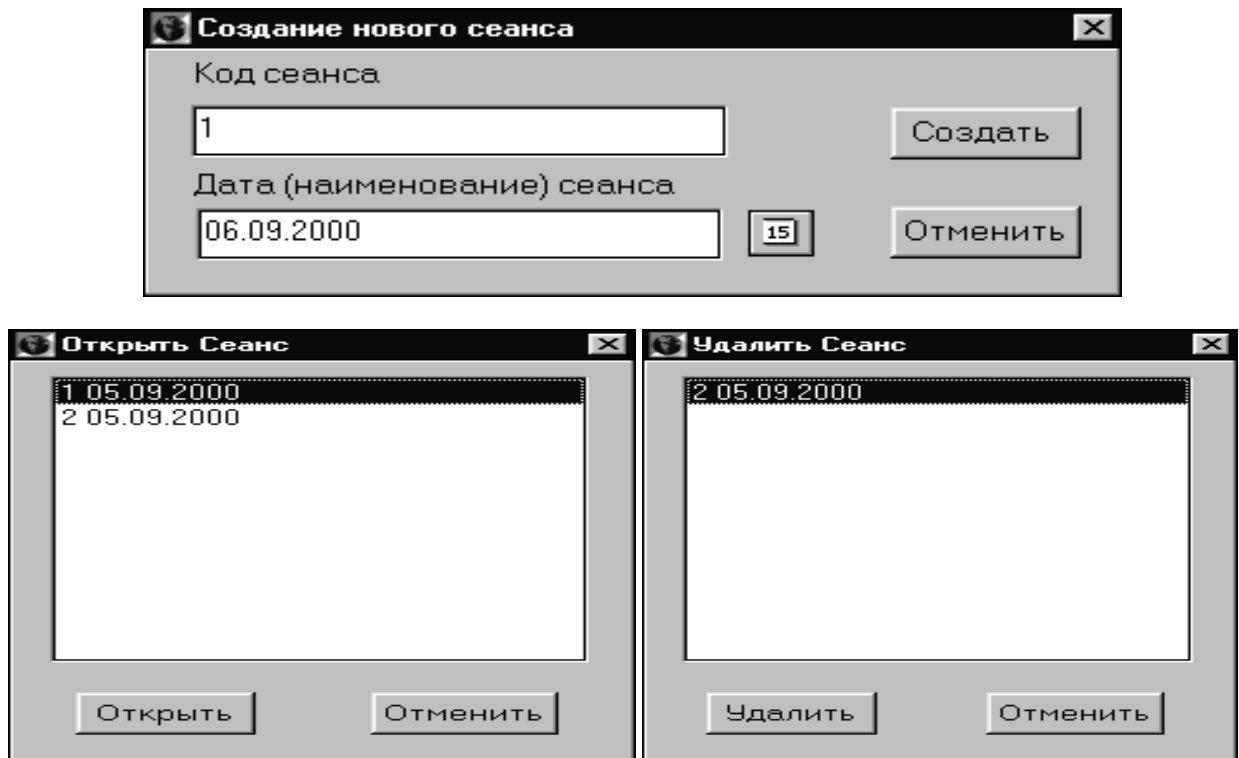 Создание нового сеанса
Код сеанса
1
Создать
Дата (наименование) сеанса
06.09.2000
15
Отменить
Открыть Сеанс
1 05.09.2000
2 05.09.2000
Открыть Отменить
Удалить Сеанс
2 05.09.2000
Удалить Отменить